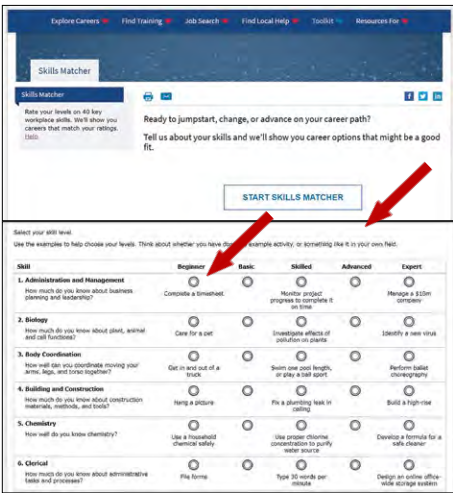 Explore Careers Find Training Job Search Find Local Help Toolkit Resources For
Skills Matcher
Skills Matcher
Rate your levels on 40 key
workplace skills. We'll show you
careers that match your ratings.
Help
Ready to jumpstart, change, or advance on your career path?
Tell us about your skills and we'll show you career options that might be a good
fit.
START SKILLS MATCHER
Select your skill level.
Use the examples to help choose your levels. Think about whether you have example activity, or something like it in your own field.
Skill Beginner Basic Skilled Advanced Expert
1. Administration and Management
How much do you know about business
planning and leadership?
Complete a timesheet
Monitor project
progress to complete it
on time
Manage a $10m
company
2. Biology
How much do you know about plant, animal
and cell functions?
Care for a pet
Investigate effects of
pollution on plants
Identify a new virus
3. Body Coordination
How well can you coordinate moving your
arms, legs, and torso together?
Get in and out of a
truck
Swim one pool length,
or play a ball sport
Perform ballet
choreography
4. Building and Construction
How much do you know about construction
materials, methods, and tools?
Hang a picture
Fix a plumbing leak in
ceiling
Build a high-rise
5. Chemistry
How well do you know chemistry?
Use a household
chemical safely
Use proper chlorine
concentration to purify
water source
Develop a formula for a
safe cleaner
6. Clerical
How much do you know about administrative
tasks and processes?
File forms
Type 30 words per
minute
Design an online office-
wide storage system